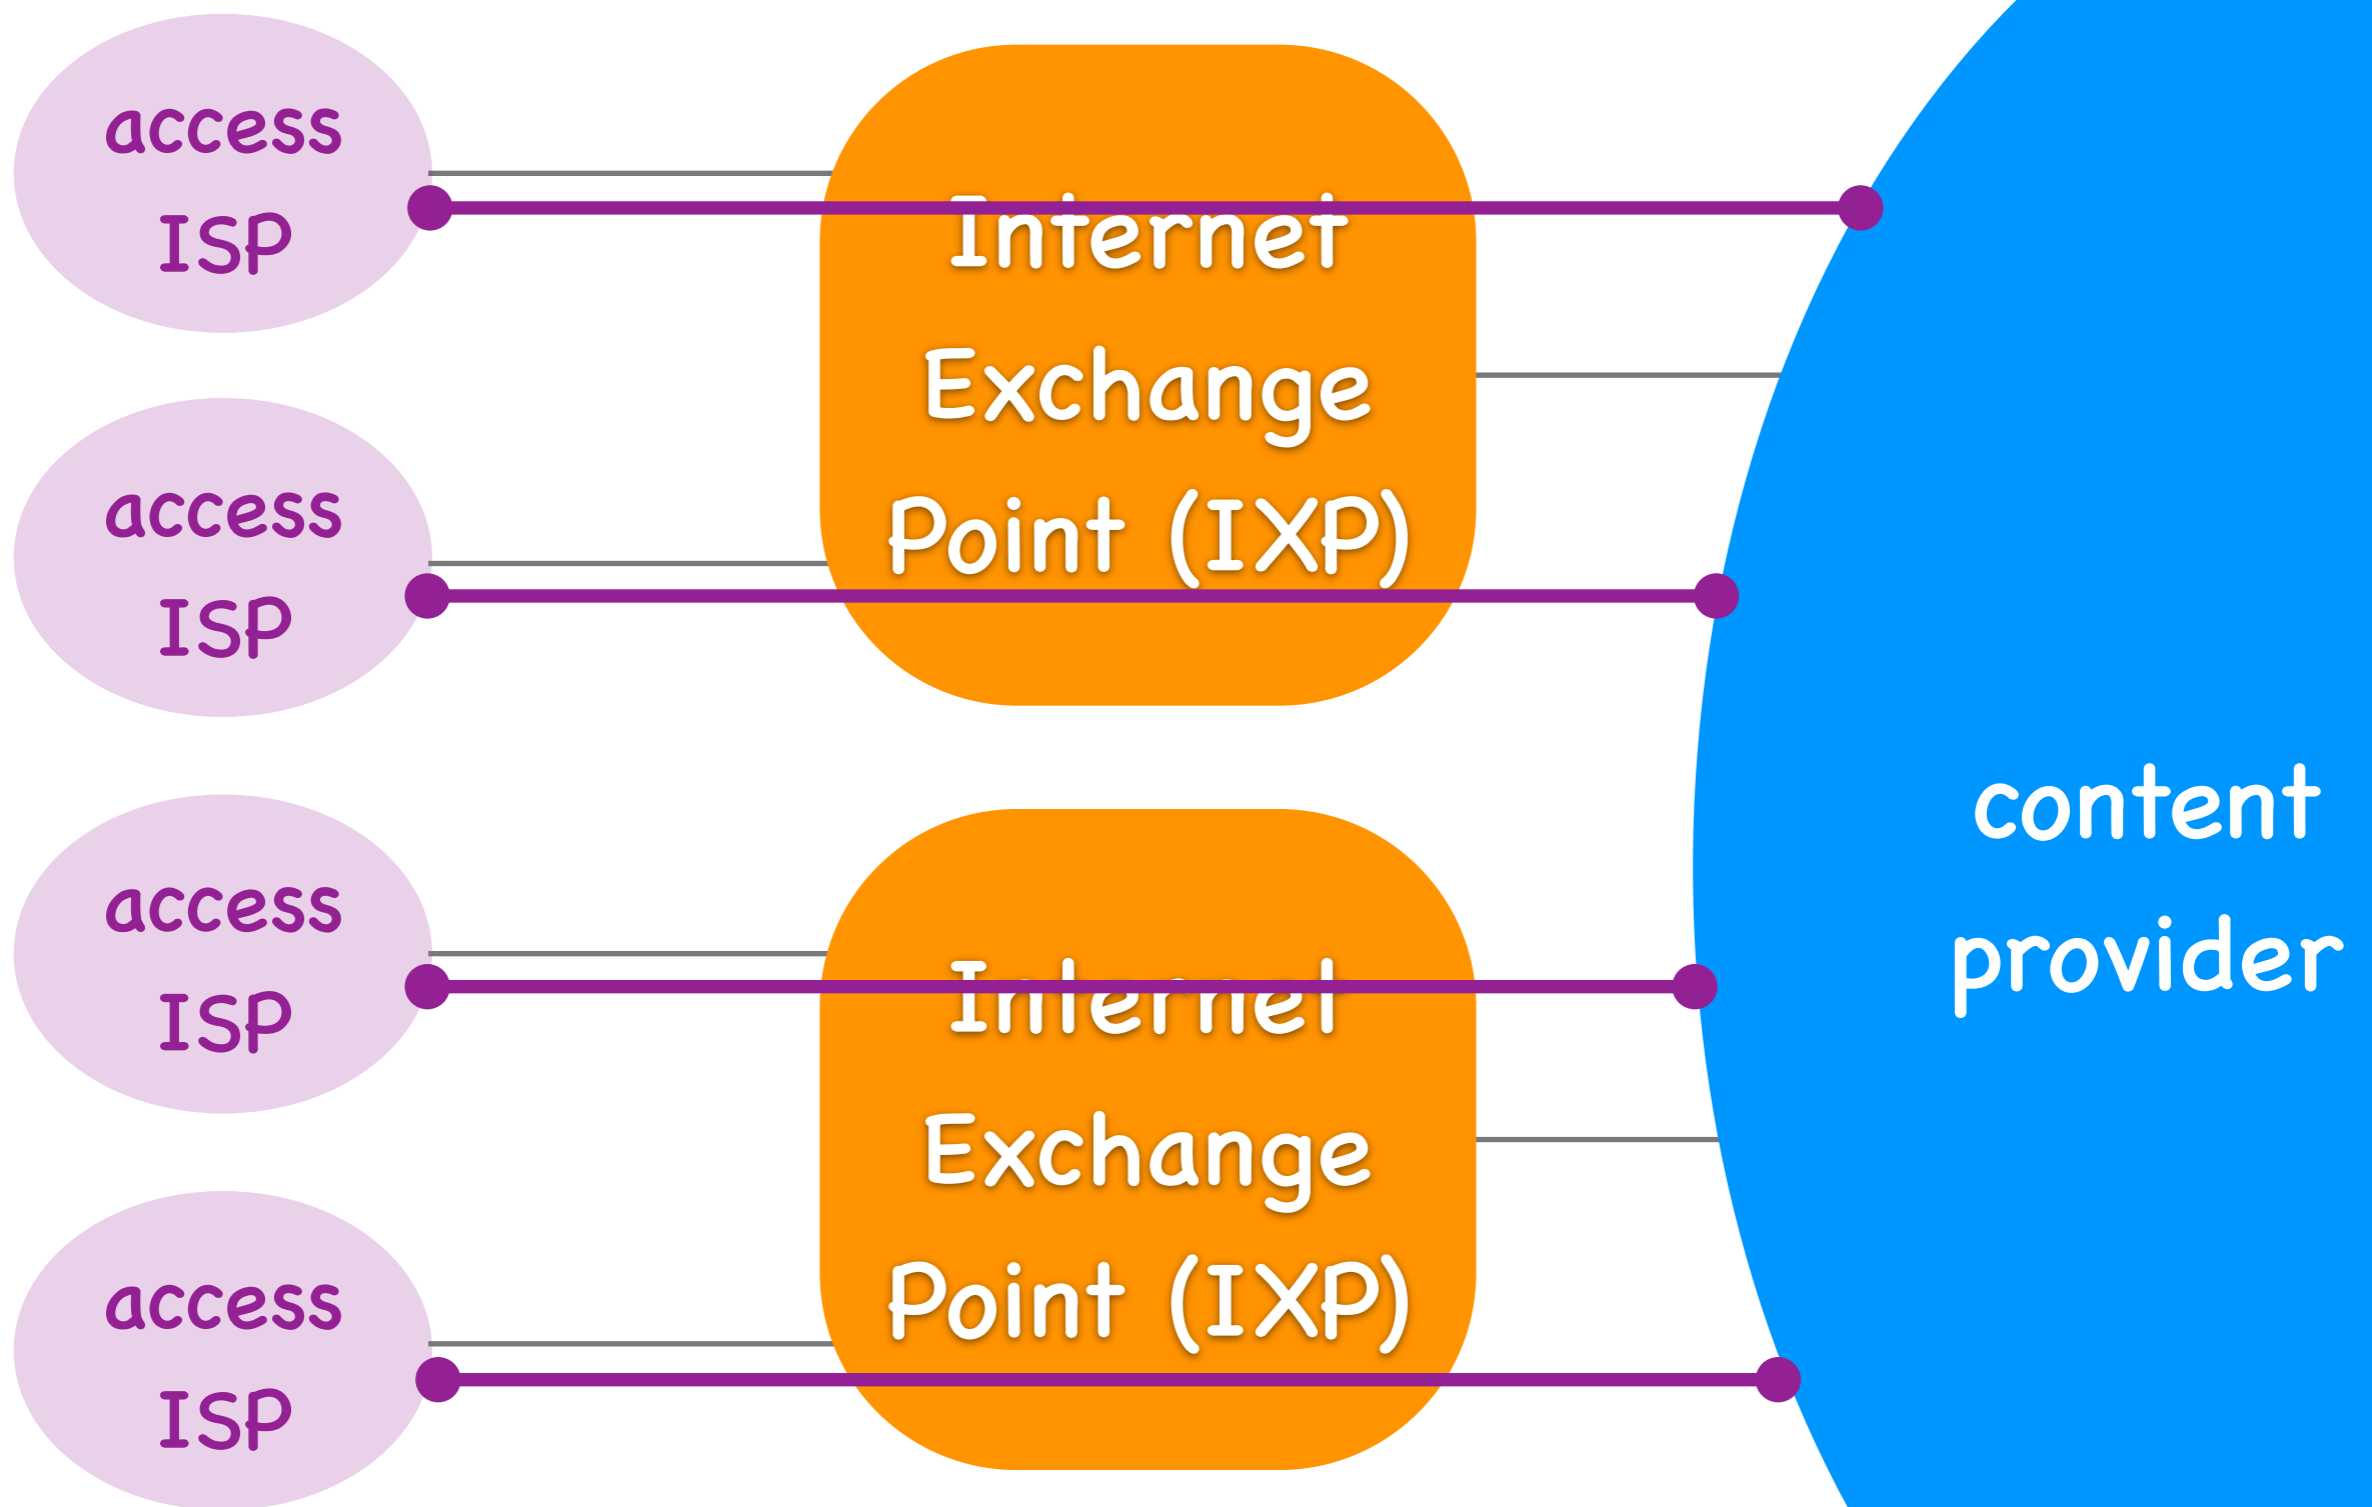 access
ISP
access
ISP
access
ISP
access
ISP
Internet
Exchange
Point (IXP)
Internet
Exchange
Point (IXP)
content
provider